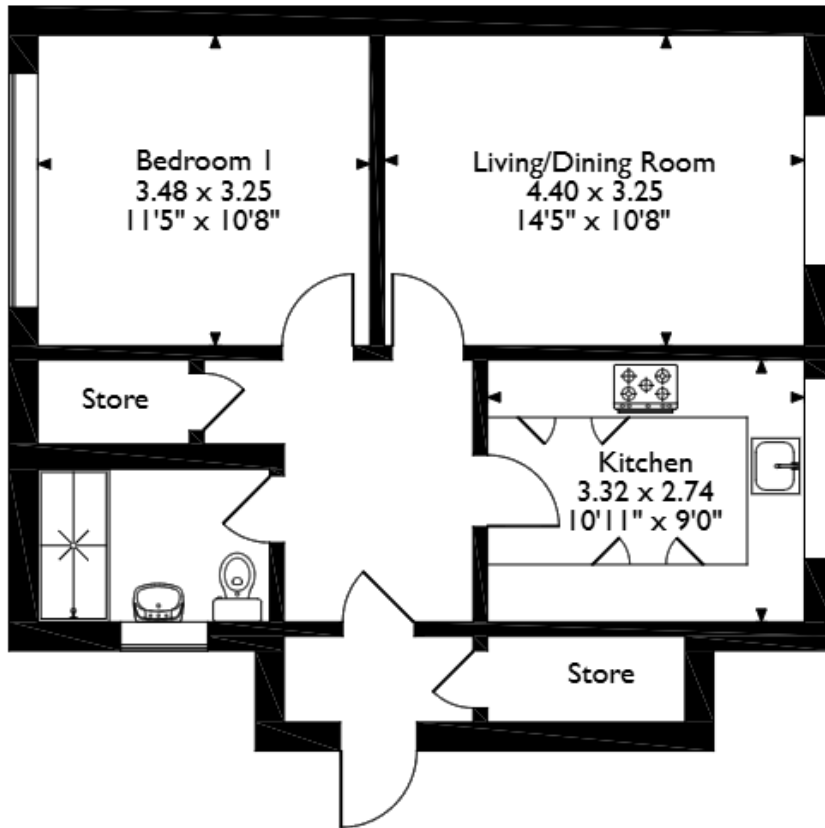 Bedroom 1
3.48 x 3.25
11'5" x 10'8"
Living/Dining Room
4.40 x 3.25
14'5" x 10'8"
Store
Kitchen
3.32 x 2.74
10'11" x 9'0"
Store